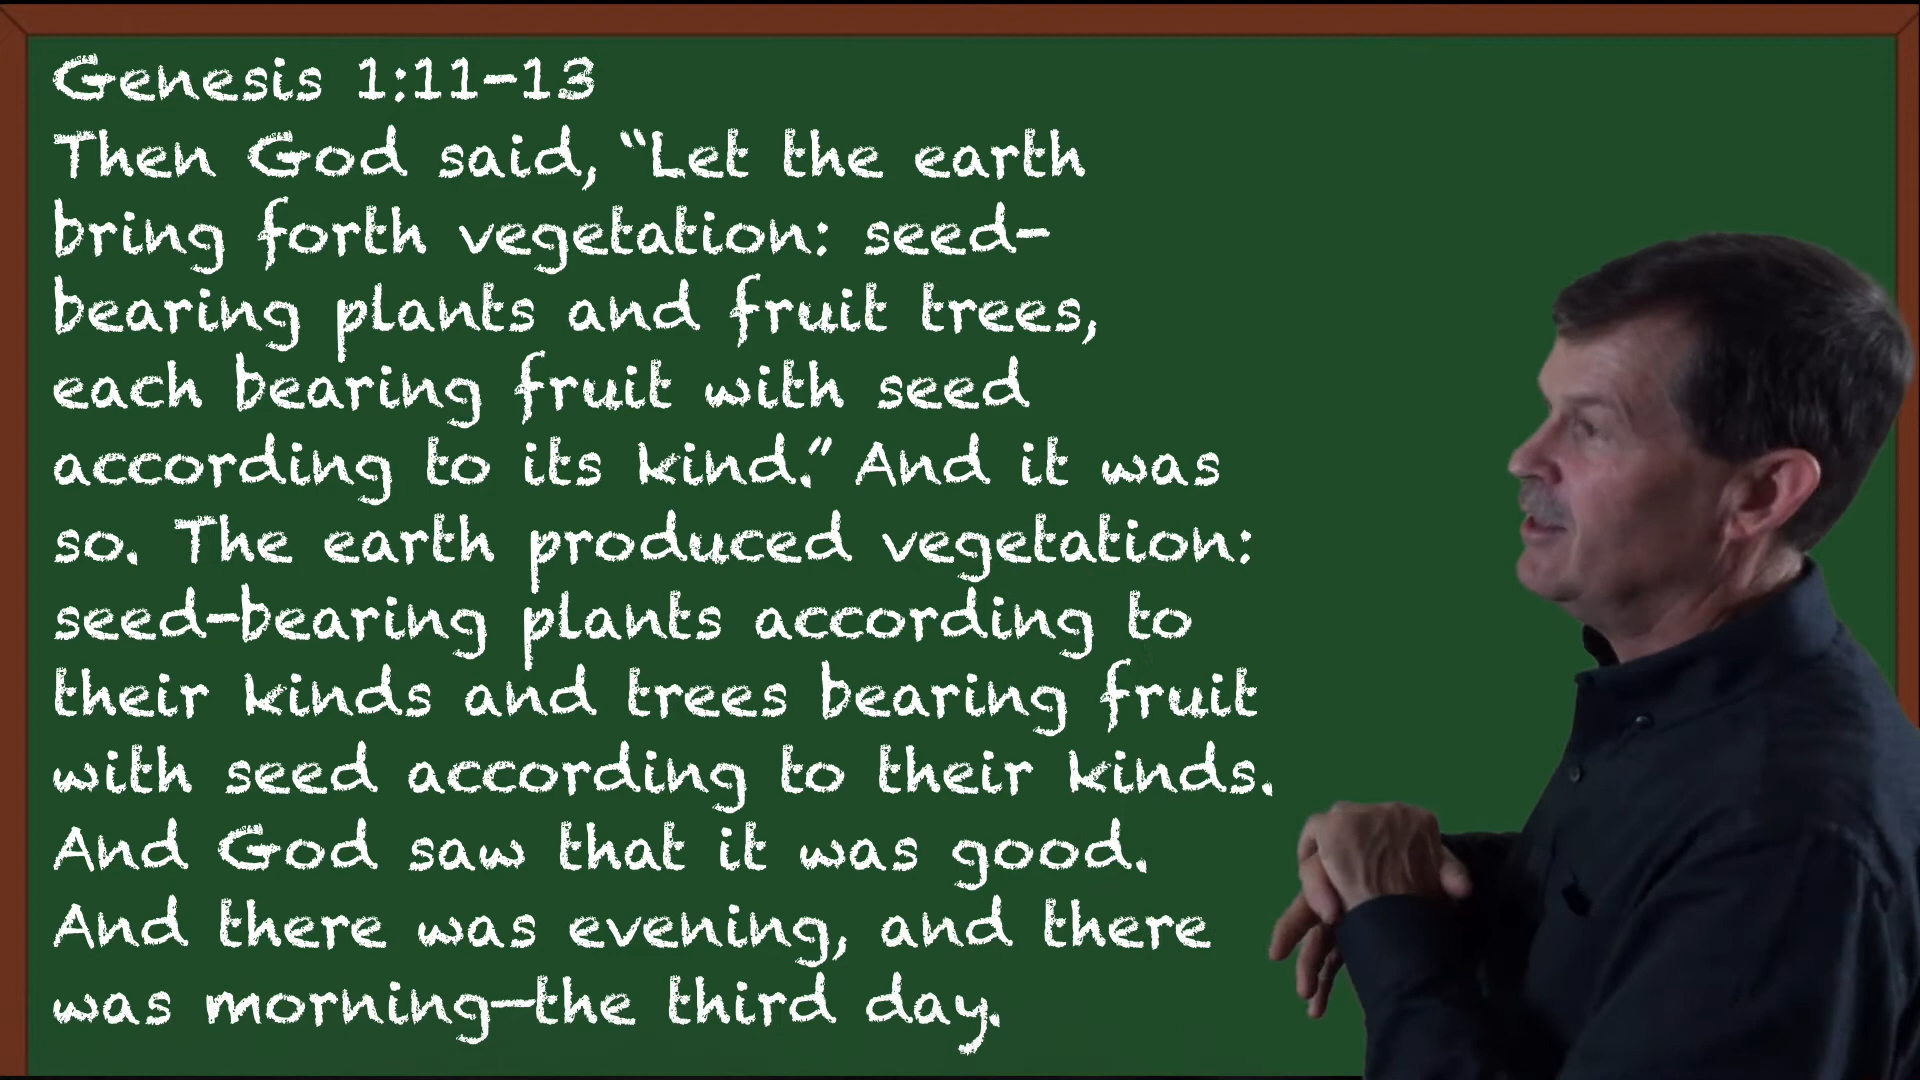 Genesis 1:11-13
Then God said, “Let the earth
bring forth vegetation: seed-
bearing plants and fruit trees,
each bearing fruit with seed
according to its kind.” And it was
so. The earth produced vegetation:
seed-bearing plants according to
their kinds and trees bearing fruit
with seed according to their kinds.
And God saw that it was good.
And there was evening, and there
was morning—the third day.